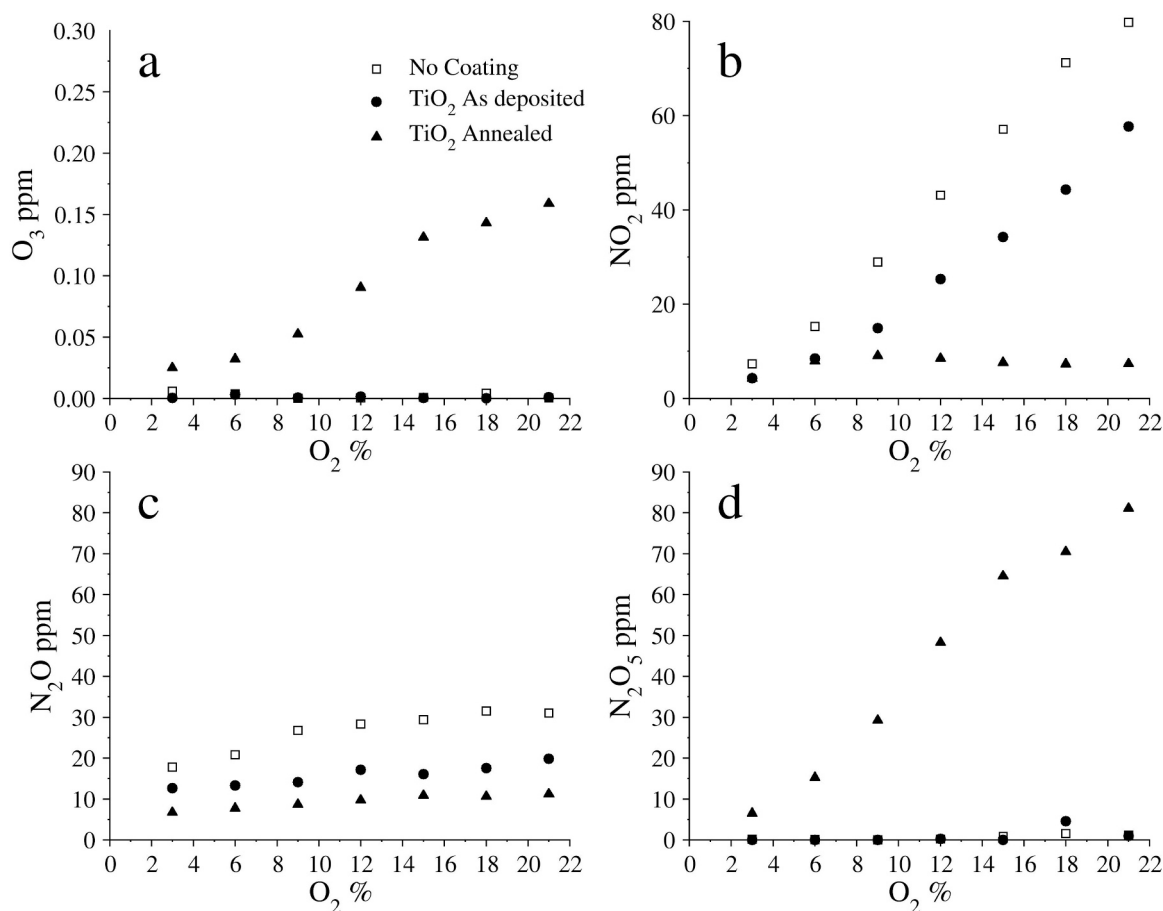 a
0.30
0.25
0.20
0.15
0.10
0.05
0.00
O₃ ppm
No Coating
TiO₂ As deposited
TiO₂ Annealed
0 2 4 6 8 10 12 14 16 18 20 22
O₂ %
b
80
60
40
20
0
NO₂ ppm
0 2 4 6 8 10 12 14 16 18 20 22
O₂ %
c
90
80
70
60
50
40
30
20
10
0
N₂O ppm
0 2 4 6 8 10 12 14 16 18 20 22
O₂ %
d
90
80
70
60
50
40
30
20
10
0
N₂O₅ ppm
0 2 4 6 8 10 12 14 16 18 20 22
O₂ %